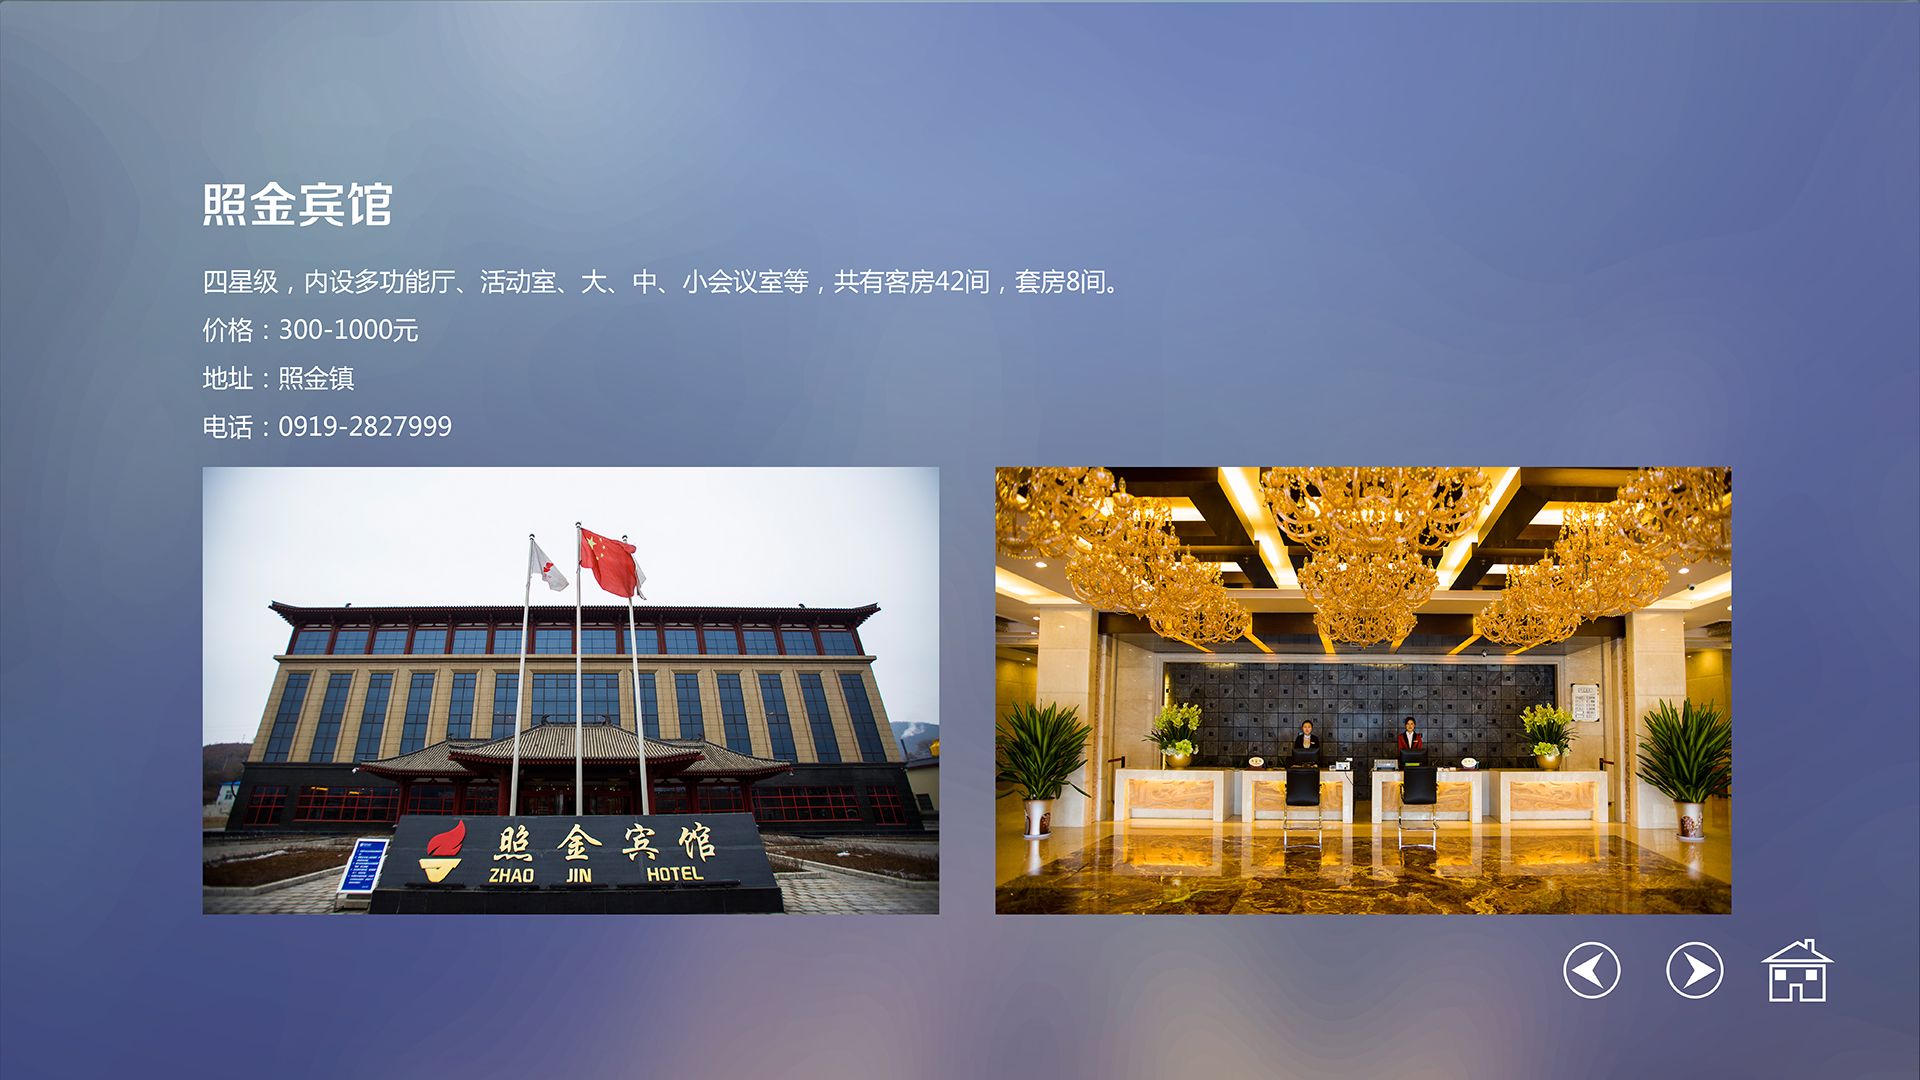 照金宾馆
四星级，内设多功能厅、活动室、大、中、小会议室等，共有客房42间，套房8间。
价格：300-1000元
地址：照金镇
电话：0919-2827999
照金宾馆
ZHAO JIN HOTEL